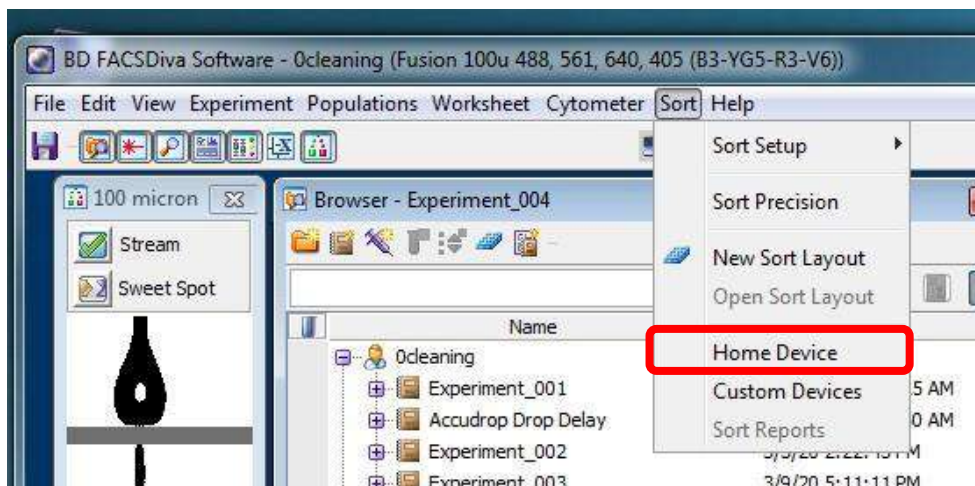 BD FACSDiva Software - 0cleaning (Fusion 100u 488, 561, 640, 405 (B3-YG5-R3-V6))
File Edit View Experiment Populations Worksheet Cytometer Sort Help
Sort Setup
Sort Precision
New Sort Layout
Open Sort Layout
Home Device
Custom Devices
Sort Reports
100 micron
Stream
Sweet Spot
Browser - Experiment_004
Name
0cleaning
Experiment_001
5 AM
Accudrop Drop Delay
0 AM
Experiment_002
Experiment_003
3/9/20 5:11:11 PM